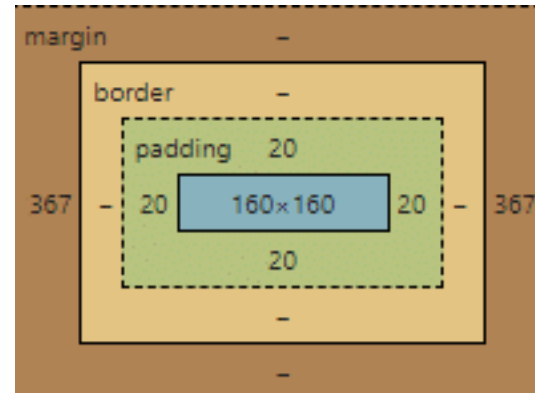 margin –
border –
padding 20
367 – 20 160×160 20 – 367
20
–
–